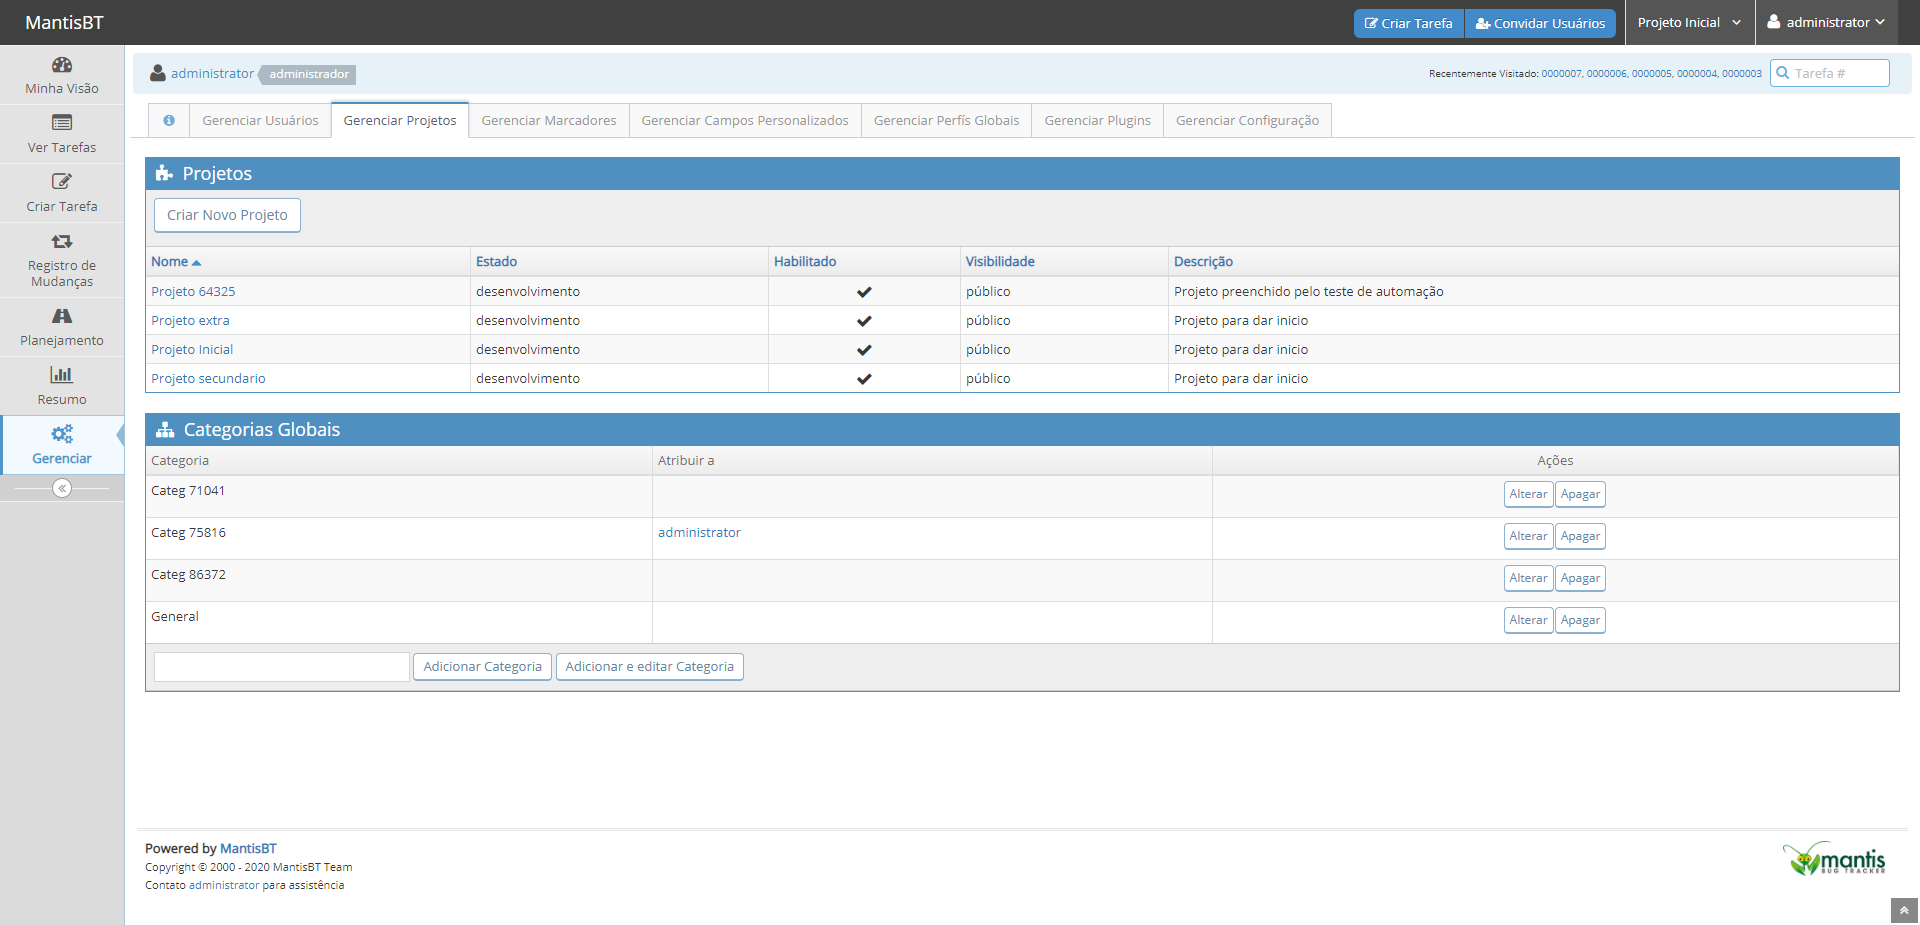 MantisBT
Criar Tarefa
Convidar Usuários
Projeto Inicial
administrator
Minha Visão
Ver Tarefas
Criar Tarefa
Registro de
Mudanças
Planejamento
Resumo
Gerenciar
administrator administrador
Recentemente Visitado: 0000007, 0000006, 0000005, 0000004, 0000003
Tarefa #
Gerenciar Usuários
Gerenciar Projetos
Gerenciar Marcadores
Gerenciar Campos Personalizados
Gerenciar Perfís Globais
Gerenciar Plugins
Gerenciar Configuração
Projetos
Criar Novo Projeto
Nome Estado Habilitado Visibilidade Descrição
Projeto 64325 desenvolvimento público Projeto preenchido pelo teste de automação
Projeto extra desenvolvimento público Projeto para dar inicio
Projeto Inicial desenvolvimento público Projeto para dar inicio
Projeto secundario desenvolvimento público Projeto para dar inicio
Categorias Globais
Categoria Atribuir a Ações
Categ 71041 Alterar Apagar
Categ 75816 administrator Alterar Apagar
Categ 86372 Alterar Apagar
General Alterar Apagar
Adicionar Categoria Adicionar e editar Categoria
Powered by MantisBT
Copyright © 2000 - 2020 MantisBT Team
Contato administrator para assistência
mantis
BUG TRACKER